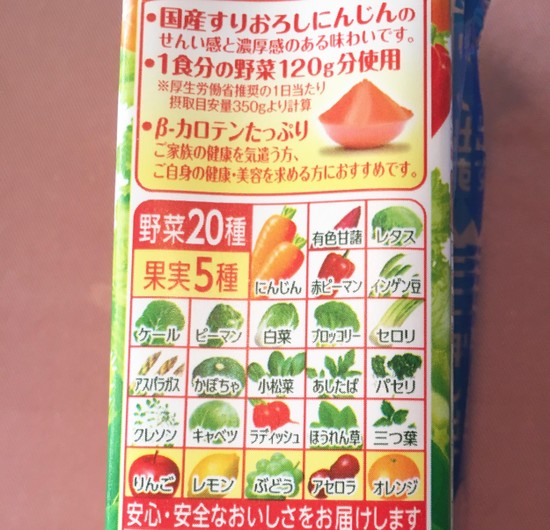 ・国産すりおろしにんじんの
せんい感と濃厚感のある味わいです。
・1食分の野菜120g分使用
※厚生労働省推奨の1日当たり
摂取目安量350gより計算
・β-カロテンたっぷり
ご家族の健康を気遣う方、
ご自身の健康・美容を求める方におすすめです。
野菜20種
果実5種
にんじん
有色甘藷
レタス
赤ピーマン
インゲン豆
ケール
ピーマン
白菜
ブロッコリー
セロリ
アスパラガス
かぼちゃ
小松菜
あしたば
パセリ
クレソン
キャベツ
ラディッシュ
ほうれん草
三つ葉
りんご
レモン
ぶどう
アセロラ
オレンジ
安心・安全なおいしさをお届けします